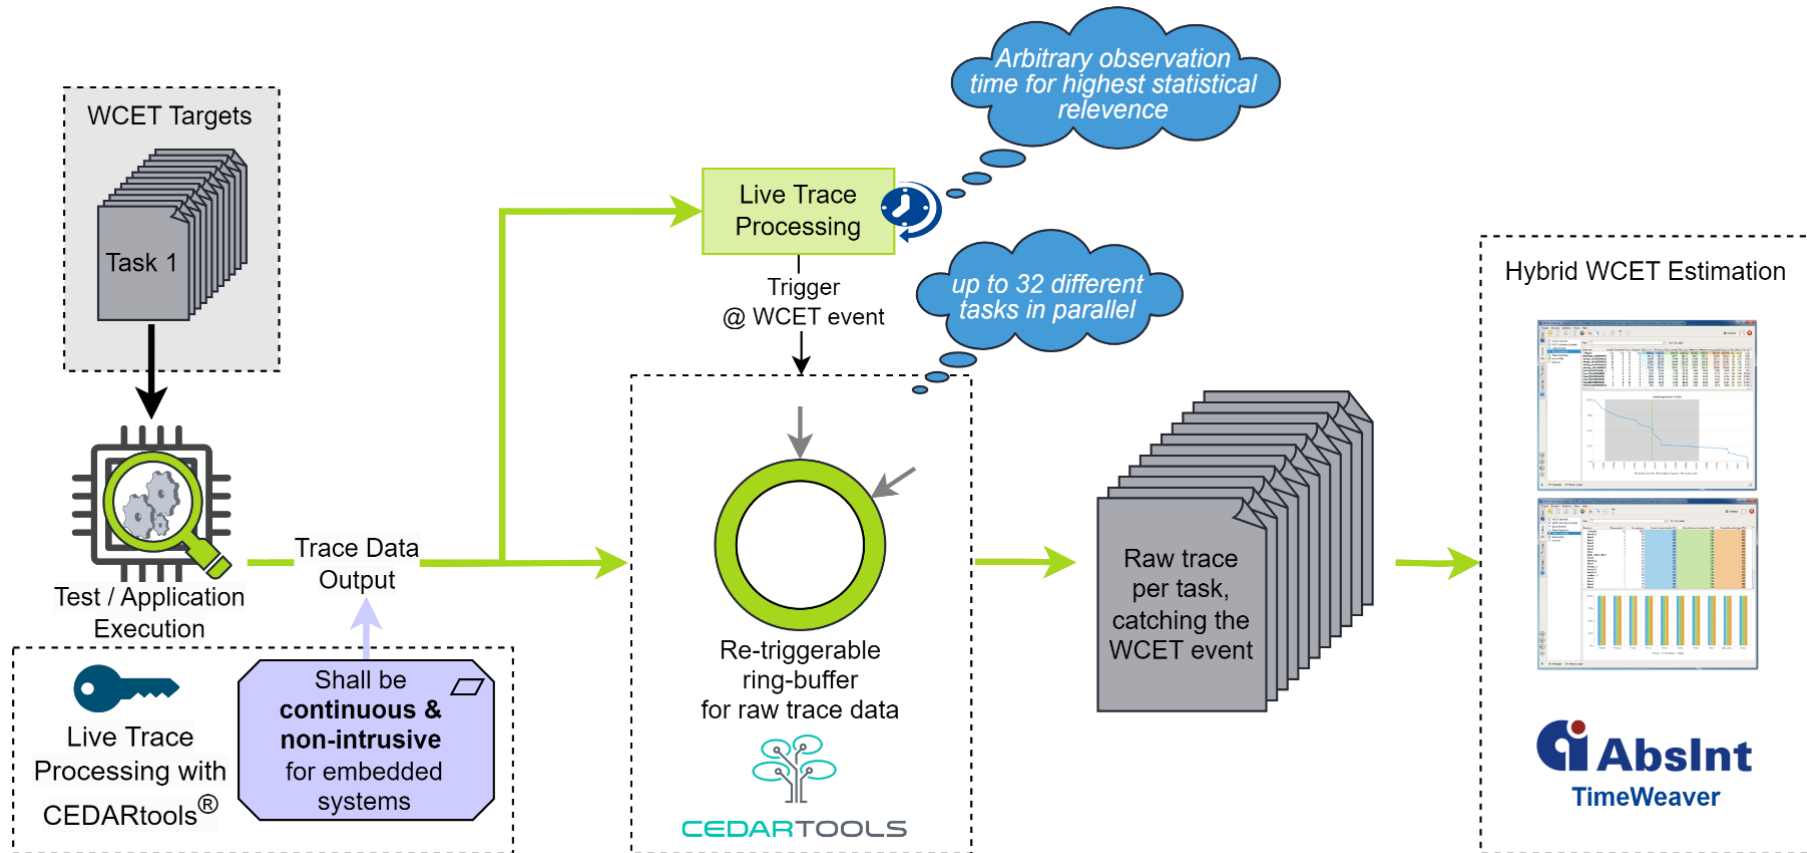 WCET Targets
Task 1
Test / Application
Execution
Trace Data
Output
Live Trace
Processing with
CEDARtools®
Shall be
continuous &
non-intrusive
for embedded
systems
Live Trace
Processing
Arbitrary observation
time for highest statistical
relevence
Trigger
@ WCET event
up to 32 different
tasks in parallel
Re-triggerable
ring-buffer
for raw trace data
CEDARTOOLS
Raw trace
per task,
catching the
WCET event
Hybrid WCET Estimation
AbsInt
TimeWeaver